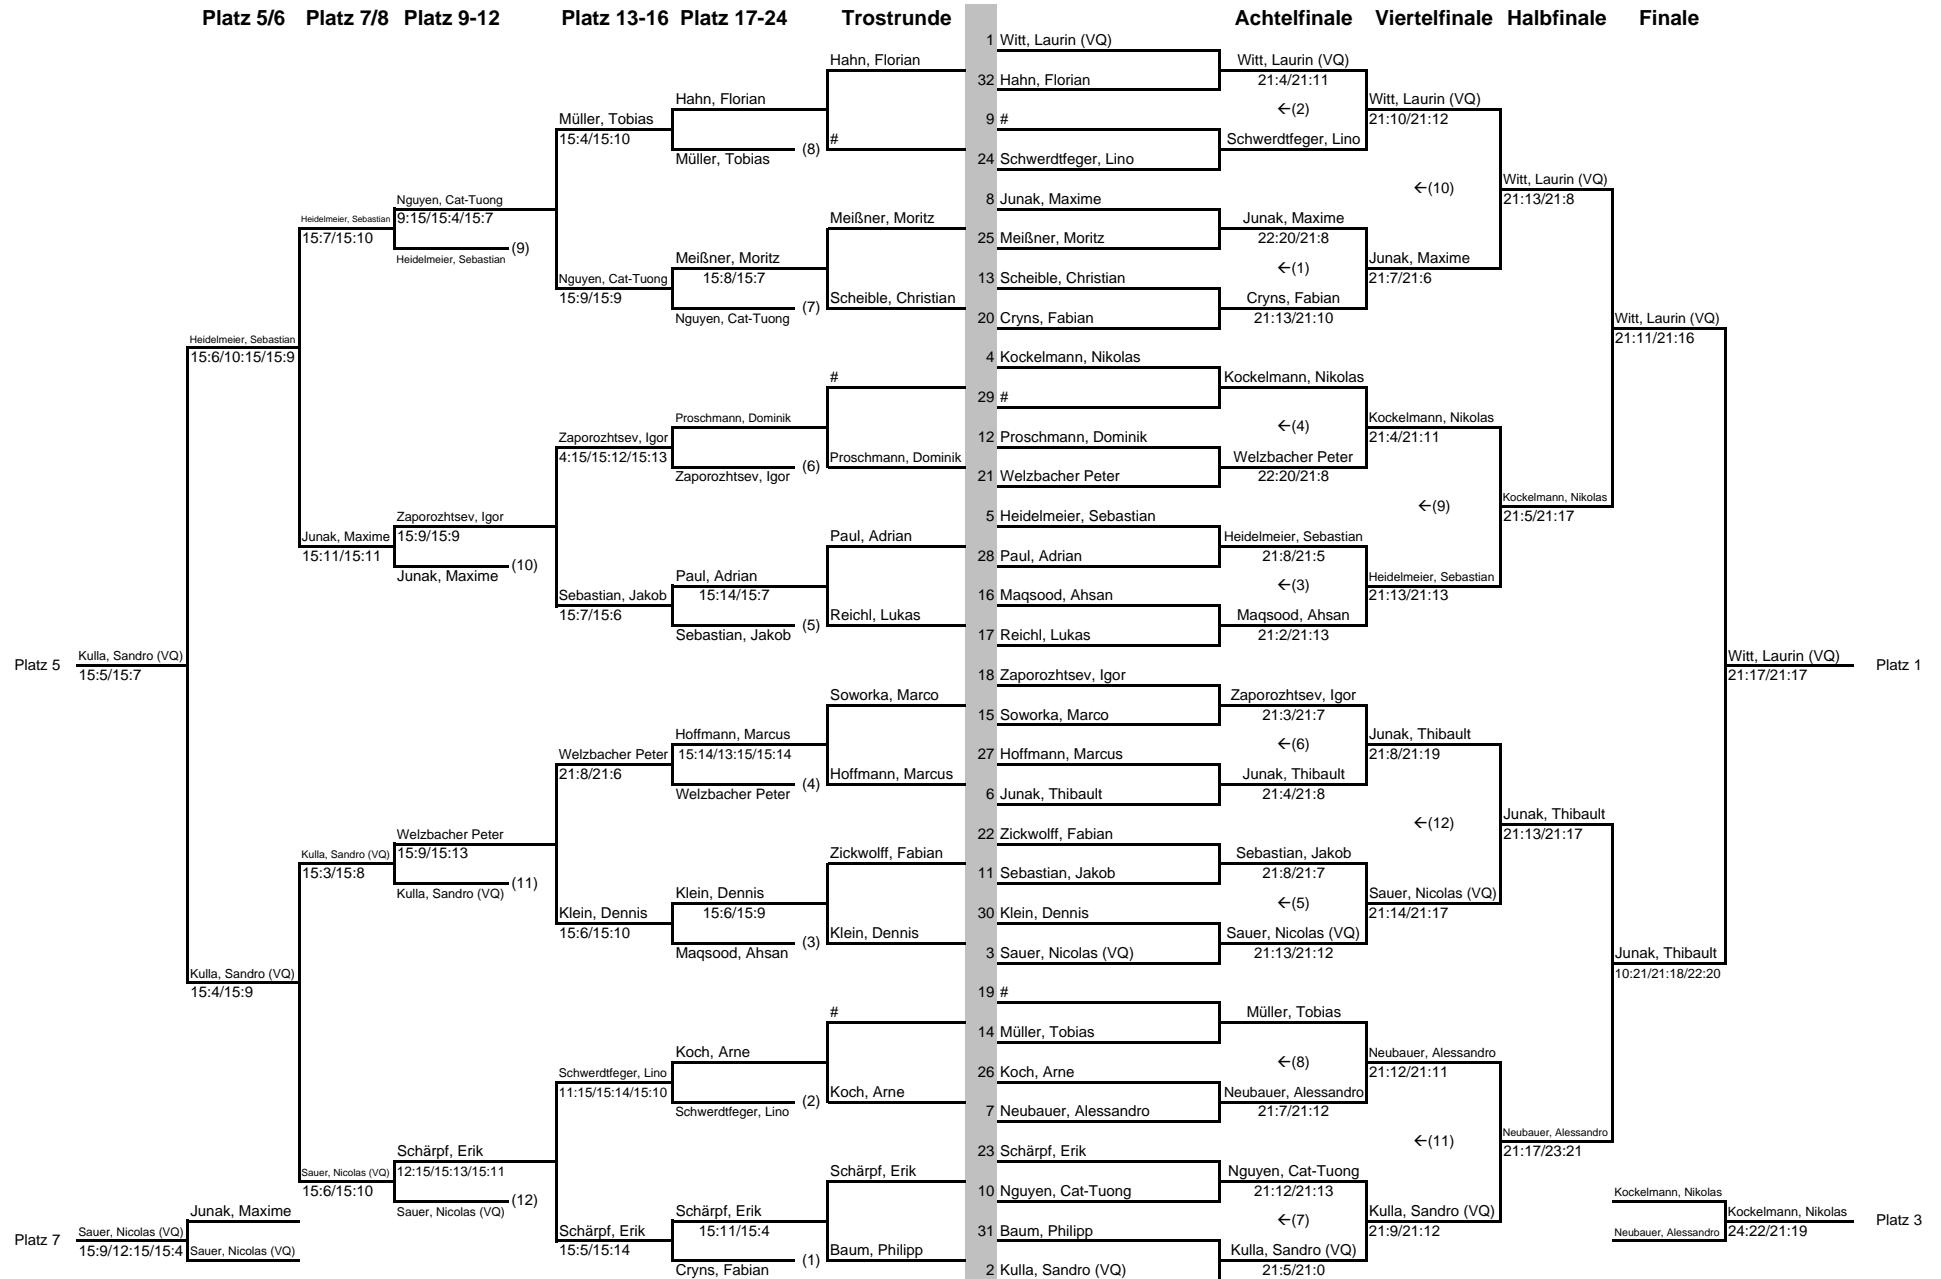 Platz 5/6 Platz 7/8 Platz 9-12 Platz 13-16 Platz 17-24 Trostrunde Achtelfinale Viertelfinale Halbfinale Finale
1 Witt, Laurin (VQ)
Hahn, Florian Witt, Laurin (VQ)
32 Hahn, Florian 21:4/21:11
Hahn, Florian ←(2) Witt, Laurin (VQ)
Müller, Tobias 9 # 21:10/21:12
15:4/15:10 # Schwerdtfeger, Lino
Müller, Tobias (8) 24 Schwerdtfeger, Lino
Witt, Laurin (VQ)
←(10)
Nguyen, Cat-Tuong 8 Junak, Maxime 21:13/21:8
Heidelmeier, Sebastian 9:15/15:4/15:7 Meißner, Moritz Junak, Maxime
15:7/15:10 25 Meißner, Moritz 22:20/21:8
(9)
Heidelmeier, Sebastian Meißner, Moritz ←(1) Junak, Maxime
Nguyen, Cat-Tuong 15:8/15:7 13 Scheible, Christian 21:7/21:6
15:9/15:9 Scheible, Christian Cryns, Fabian
Nguyen, Cat-Tuong (7) 20 Cryns, Fabian 21:13/21:10
Witt, Laurin (VQ)
Heidelmeier, Sebastian 21:11/21:16
15:6/10:15/15:9 4 Kockelmann, Nikolas
# Kockelmann, Nikolas
29 #
Proschmann, Dominik ←(4) Kockelmann, Nikolas
Zaporozhtsev, Igor 12 Proschmann, Dominik 21:4/21:11
4:15/15:12/15:13 Proschmann, Dominik Welzbacher Peter
Zaporozhtsev, Igor (6) 21 Welzbacher Peter 22:20/21:8
Kockelmann, Nikolas
←(9)
Zaporozhtsev, Igor 5 Heidelmeier, Sebastian 21:5/21:17
Junak, Maxime 15:9/15:9 Paul, Adrian Heidelmeier, Sebastian
15:11/15:11 28 Paul, Adrian 21:8/21:5
(10)
Junak, Maxime Paul, Adrian ←(3) Heidelmeier, Sebastian
Sebastian, Jakob 15:14/15:7 16 Maqsood, Ahsan 21:13/21:13
15:7/15:6 Reichl, Lukas Maqsood, Ahsan
Sebastian, Jakob (5) 17 Reichl, Lukas 21:2/21:13
Platz 5 Kulla, Sandro (VQ) Witt, Laurin (VQ) Platz 1
15:5/15:7 18 Zaporozhtsev, Igor 21:17/21:17
Soworka, Marco Zaporozhtsev, Igor
15 Soworka, Marco 21:3/21:7
Hoffmann, Marcus ←(6) Junak, Thibault
Welzbacher Peter 15:14/13:15/15:14 27 Hoffmann, Marcus 21:8/21:19
21:8/21:6 Hoffmann, Marcus Junak, Thibault
Welzbacher Peter (4) 6 Junak, Thibault 21:4/21:8
Junak, Thibault
←(12)
Welzbacher Peter 22 Zickwolff, Fabian 21:13/21:17
Kulla, Sandro (VQ) 15:9/15:13 Zickwolff, Fabian Sebastian, Jakob
15:3/15:8 11 Sebastian, Jakob 21:8/21:7
(11)
Kulla, Sandro (VQ) Klein, Dennis ←(5) Sauer, Nicolas (VQ)
Klein, Dennis 15:6/15:9 30 Klein, Dennis 21:14/21:17
15:6/15:10 Klein, Dennis Sauer, Nicolas (VQ)
Maqsood, Ahsan (3) 3 Sauer, Nicolas (VQ) 21:13/21:12
Junak, Thibault
Kulla, Sandro (VQ) 10:21/21:18/22:20
15:4/15:9 19 #
# Müller, Tobias
14 Müller, Tobias
Koch, Arne ←(8) Neubauer, Alessandro
Schwerdtfeger, Lino 26 Koch, Arne 21:12/21:11
11:15/15:14/15:10 Koch, Arne Neubauer, Alessandro
Schwerdtfeger, Lino (2) 7 Neubauer, Alessandro 21:7/21:12
Neubauer, Alessandro
←(11)
Schärpf, Erik 23 Schärpf, Erik 21:17/23:21
Sauer, Nicolas (VQ) 12:15/15:13/15:11 Schärpf, Erik Nguyen, Cat-Tuong
15:6/15:10 10 Nguyen, Cat-Tuong 21:12/21:13 Kockelmann, Nikolas
(12)
Junak, Maxime Sauer, Nicolas (VQ) Schärpf, Erik ←(7) Kulla, Sandro (VQ) Kockelmann, Nikolas Platz 3
Platz 7 Sauer, Nicolas (VQ) Schärpf, Erik 15:11/15:4 31 Baum, Philipp 21:9/21:12 Neubauer, Alessandro 24:22/21:19
15:9/12:15/15:4 Sauer, Nicolas (VQ) 15:5/15:14 Baum, Philipp Kulla, Sandro (VQ)
Cryns, Fabian (1) 2 Kulla, Sandro (VQ) 21:5/21:0